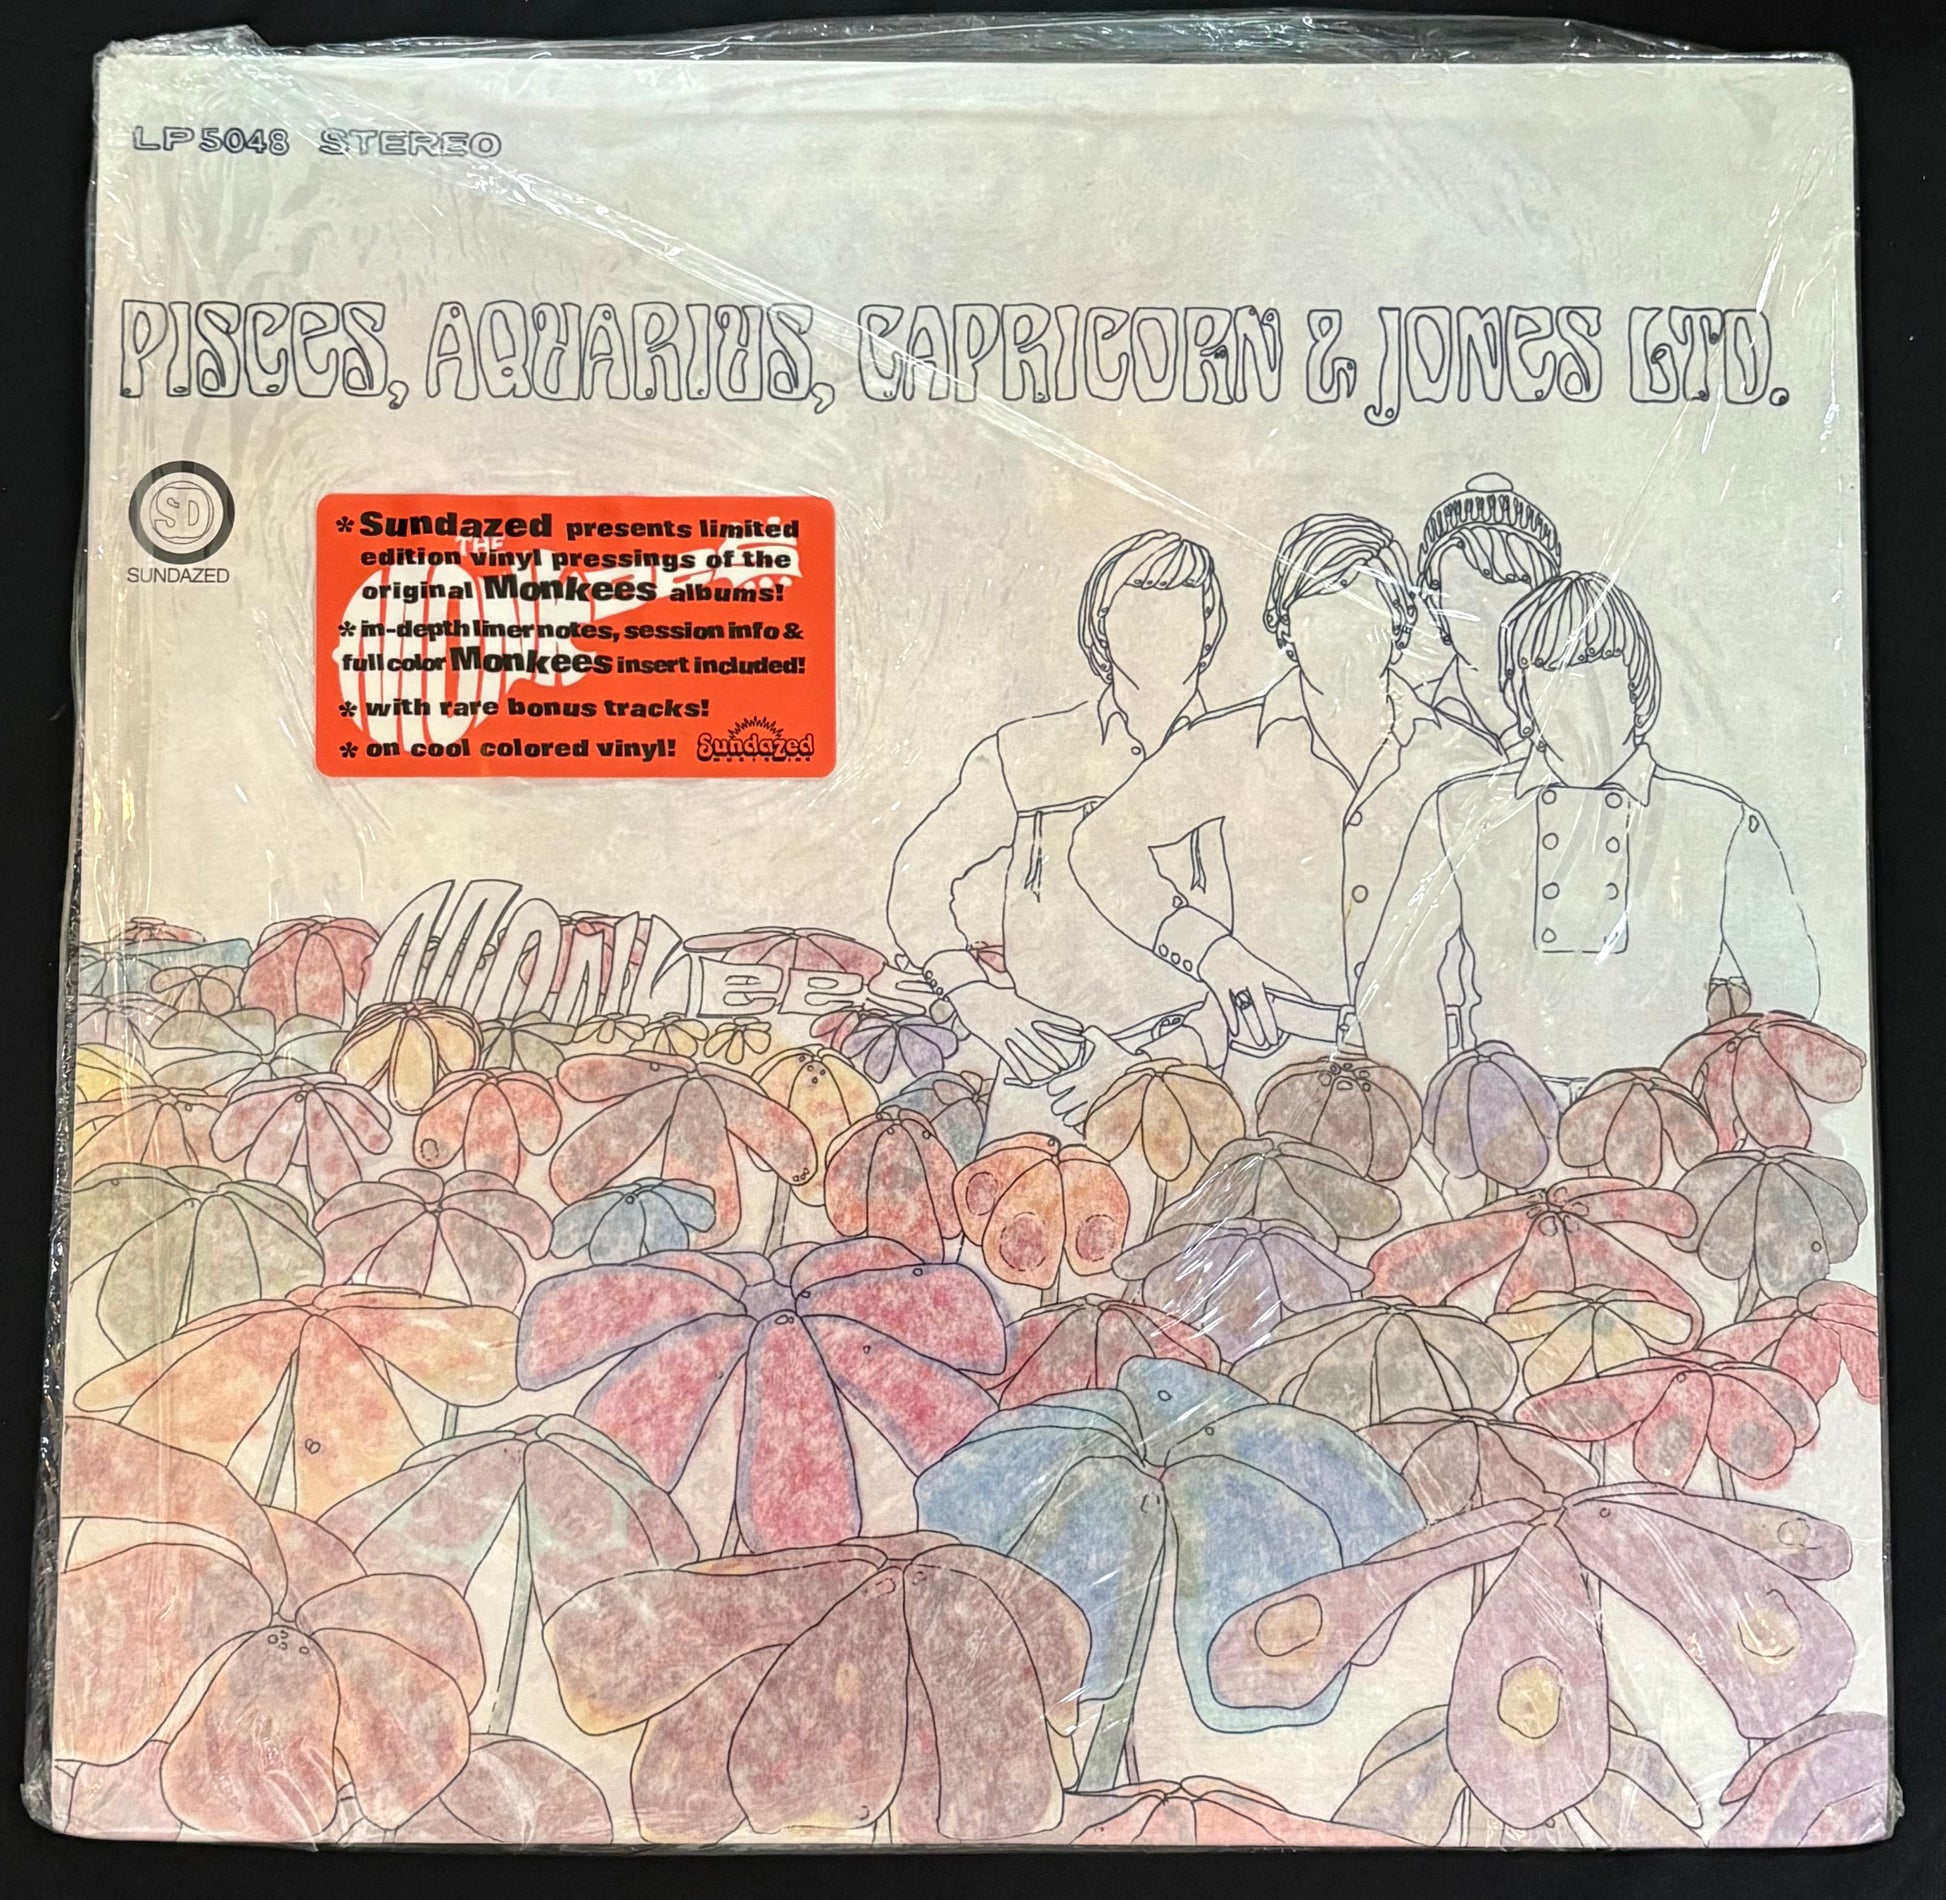 LP 5048 STEREO
PISCES, AQUARIUS, CAPRICORN & JONES LTD.
SD
SUNDAZED
* Sundazed presents limited
edition vinyl pressings of the
original Monkees albums!
* in-depth liner notes, session info &
full color Monkees insert included!
* with rare bonus tracks!
* on cool colored vinyl! Sundazed
THE
MONKEES
MONKees